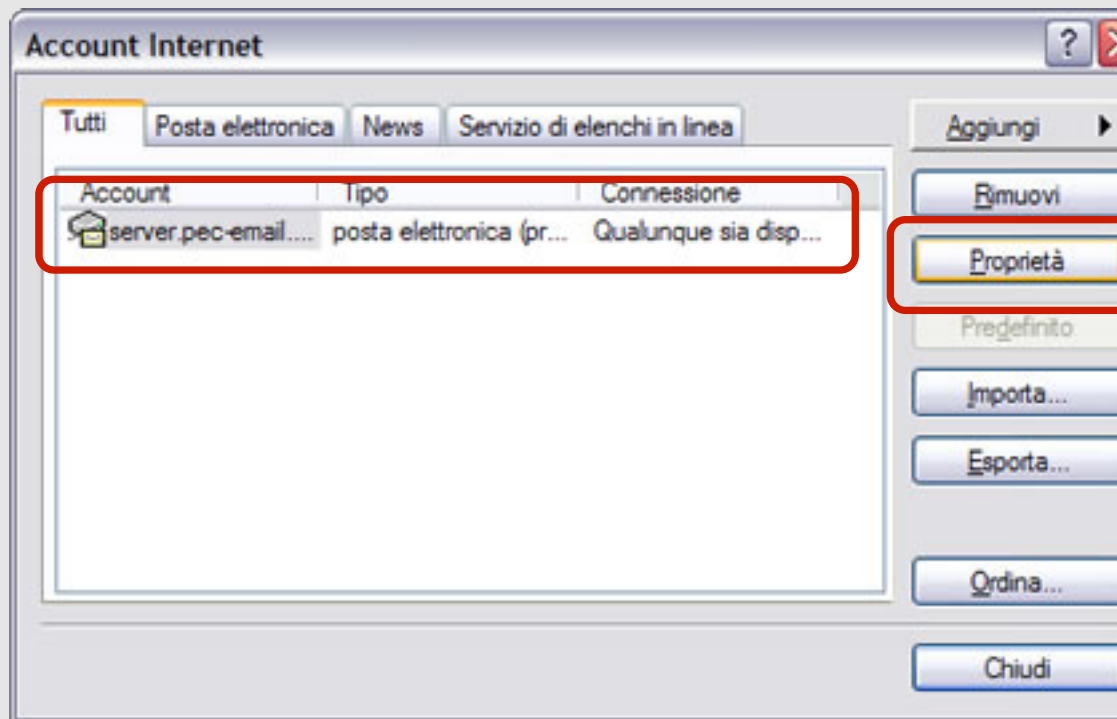 Account Internet
?
Tutti Posta elettronica News Servizio di elenchi in linea
Account Tipo Connessione
server.pec-email.... posta elettronica (pr... Qualunque sia disp...
Aggiungi
Rimuovi
Proprietà
Predefinito
Importa...
Esporta...
Ordina...
Chiudi